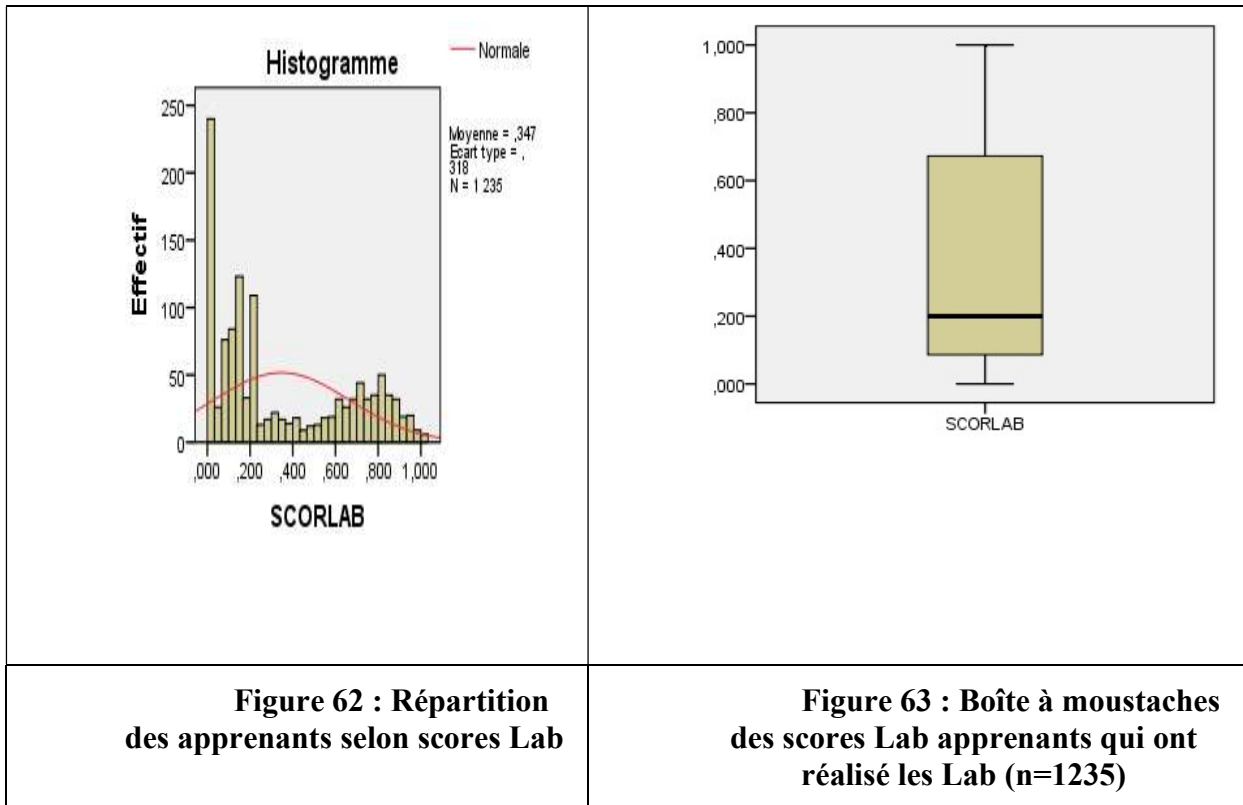 Histogramme
Normale
Moyenne = ,347
Ecart type = ,
318
N = 1 235
Effectif
250
200
150
100
50
0
,000 ,200 ,400 ,600 ,800 1,000
SCORLAB
1,000
,800
,600
,400
,200
,000
SCORLAB
Figure 62 : Répartition
des apprenants selon scores Lab
Figure 63 : Boîte à moustaches
des scores Lab apprenants qui ont
réalisé les Lab (n=1235)